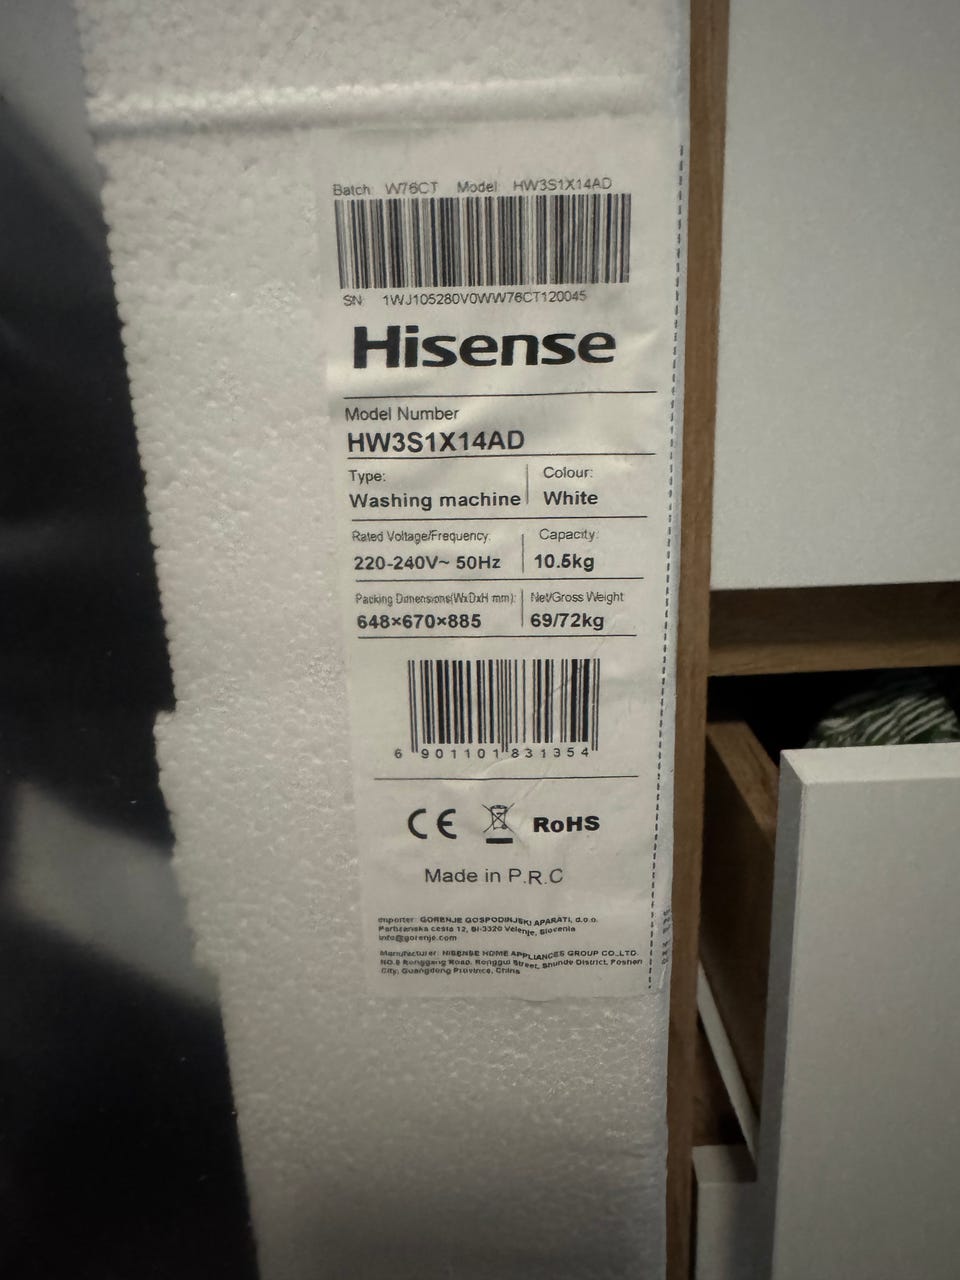 Batch: W76CT Model: HW3S1X14AD
SN: 1WJ105280V0WW76CT120045
Hisense
Model Number
HW3S1X14AD
Type: Colour:
Washing machine White
Rated Voltage/Frequency: Capacity:
220-240V~ 50Hz 10.5kg
Packing Dimensions(WxDxH mm): Net/Gross Weight
648×670×885 69/72kg
6 901101 831354
CE RoHS
Made in P.R.C
Importer: GORENJE GOSPODINJSKI APARATI, d.o.o.
Partizanska cesta 12, SI-3320 Velenje, Slovenia
info@gorenje.com
Manufacturer: HISENSE HOME APPLIANCES GROUP CO.,LTD.
NO.8 Ronggang Road, Ronggui Street, Shunde District, Foshan
City, Guangdong Province, China